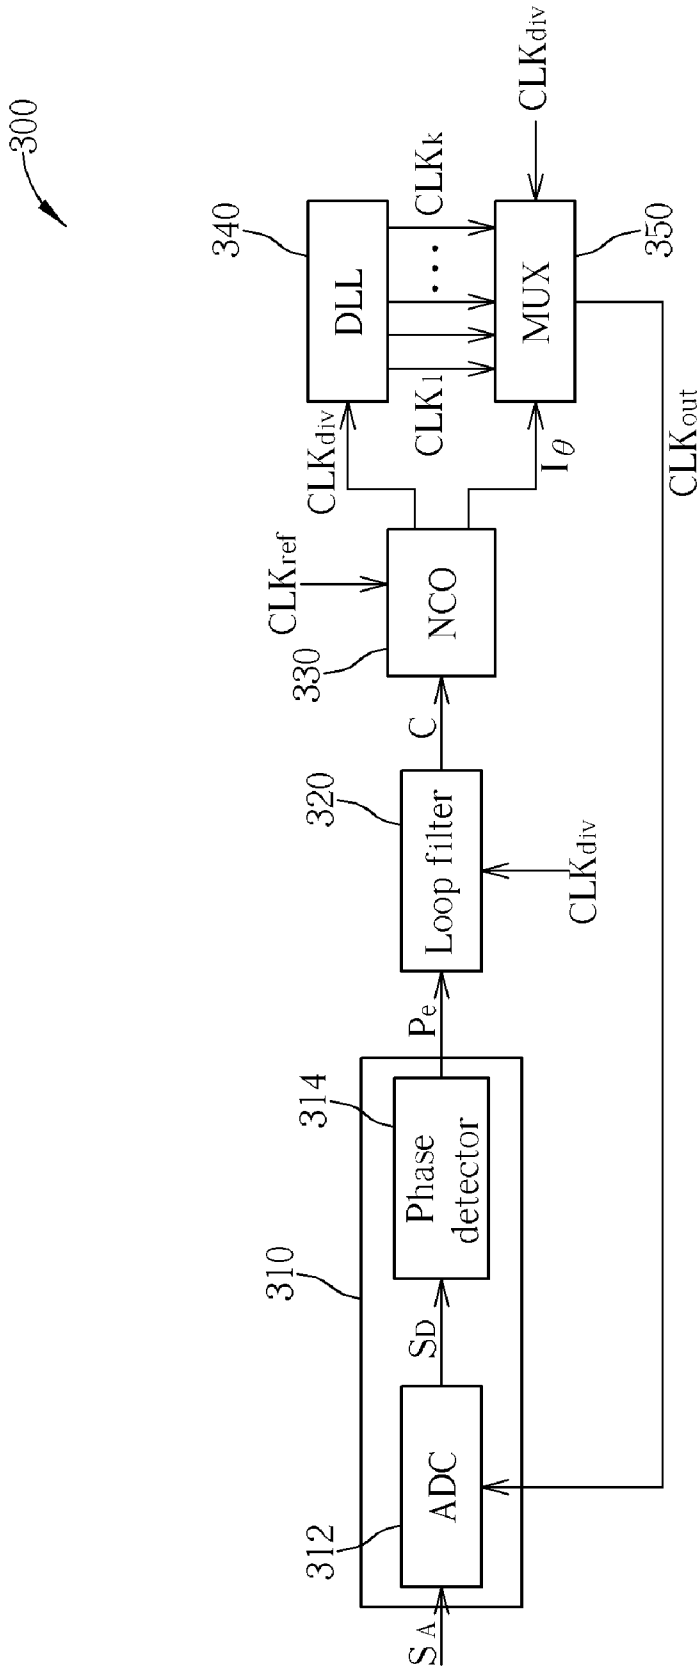 300
340
DLL
CLKdiv
CLK1
...
CLKk
CLKdiv
MUX
350
CLKref
330
NCO
Iθ
CLKout
320
C
Loop filter
CLKdiv
310
314
Pe
Phase
detector
SD
312
ADC
SA